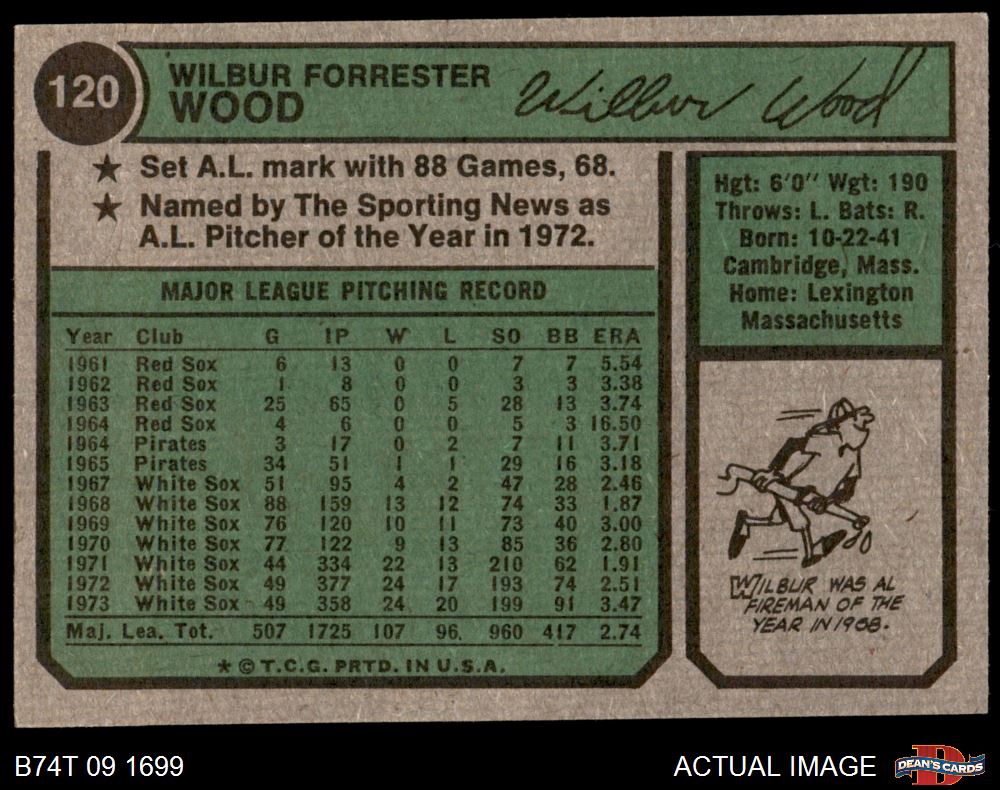 120
WILBUR FORRESTER
WOOD
Wilbur Wood
★ Set A.L. mark with 88 Games, 68.
★ Named by The Sporting News as
A.L. Pitcher of the Year in 1972.
MAJOR LEAGUE PITCHING RECORD
Year Club G IP W L SO BB ERA
1961 Red Sox 6 13 0 0 7 7 5.54
1962 Red Sox 1 8 0 0 3 3 3.38
1963 Red Sox 25 65 0 5 28 13 3.74
1964 Red Sox 4 6 0 0 5 3 16.50
1964 Pirates 3 17 0 2 7 11 3.71
1965 Pirates 34 51 1 1 29 16 3.18
1967 White Sox 51 95 4 2 47 28 2.46
1968 White Sox 88 159 13 12 74 33 1.87
1969 White Sox 76 120 10 11 73 40 3.00
1970 White Sox 77 122 9 13 85 36 2.80
1971 White Sox 44 334 22 13 210 62 1.91
1972 White Sox 49 377 24 17 193 74 2.51
1973 White Sox 49 358 24 20 199 91 3.47
Maj. Lea. Tot. 507 1725 107 96 960 417 2.74
* © T.C.G. PRTD. IN U.S.A.
Hgt: 6'0" Wgt: 190
Throws: L. Bats: R.
Born: 10-22-41
Cambridge, Mass.
Home: Lexington
Massachusetts
WILBUR WAS AL
FIREMAN OF THE
YEAR IN 1968.
B74T 09 1699
ACTUAL IMAGE
D
DEAN'S CARDS